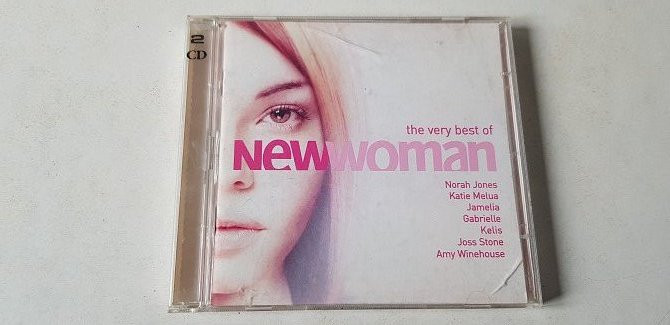 2
CD
the very best of
Newwoman
Norah Jones
Katie Melua
Jamelia
Gabrielle
Kelis
Joss Stone
Amy Winehouse